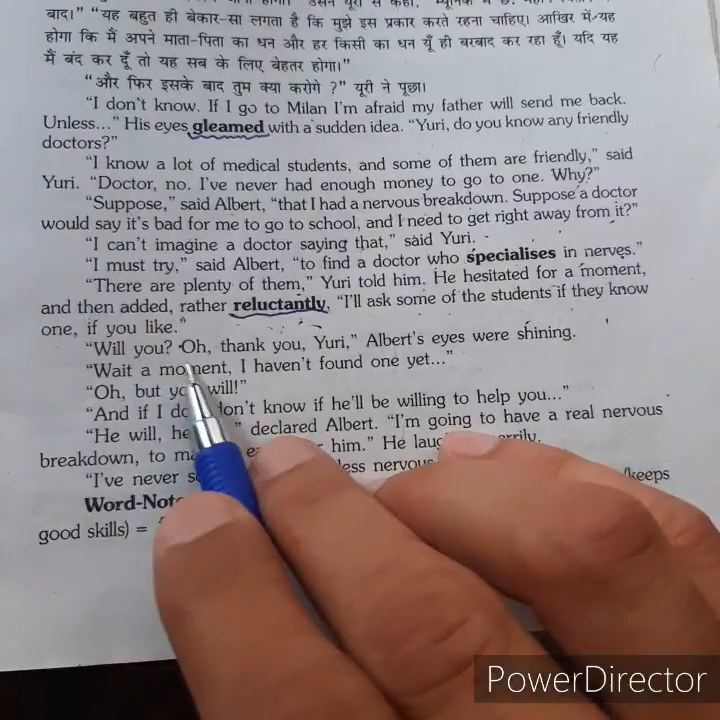 बाद।" "यह बहुत ही बेकार-सा लगता है कि मुझे इस प्रकार करते रहना चाहिए। आखिर में यह
होगा कि मैं अपने माता-पिता का धन और हर किसी का धन यूँ ही बरबाद कर रहा हूँ। यदि यह
मैं बंद कर दूँ तो यह सब के लिए बेहतर होगा।"
"और फिर इसके बाद तुम क्या करोगे ?" यूरी ने पूछा।
"I don't know. If I go to Milan I'm afraid my father will send me back.
Unless..." His eyes gleamed with a sudden idea. "Yuri, do you know any friendly
doctors?"
"I know a lot of medical students, and some of them are friendly," said
Yuri. "Doctor, no. I've never had enough money to go to one. Why?"
"Suppose," said Albert, "that I had a nervous breakdown. Suppose a doctor
would say it's bad for me to go to school, and I need to get right away from it?"
"I can't imagine a doctor saying that," said Yuri.
"I must try," said Albert, "to find a doctor who specialises in nerves."
"There are plenty of them," Yuri told him. He hesitated for a moment,
and then added, rather reluctantly, "I'll ask some of the students if they know
one, if you like."
"Will you? Oh, thank you, Yuri," Albert's eyes were shining.
"Wait a moment, I haven't found one yet..."
"Oh, but you will!"
"And if I do don't know if he'll be willing to help you..."
"He will, he " declared Albert. "I'm going to have a real nervous
breakdown, to him." He merrily.
"I've never less nervous
Word-Note /keeps
good skills) =
PowerDirector